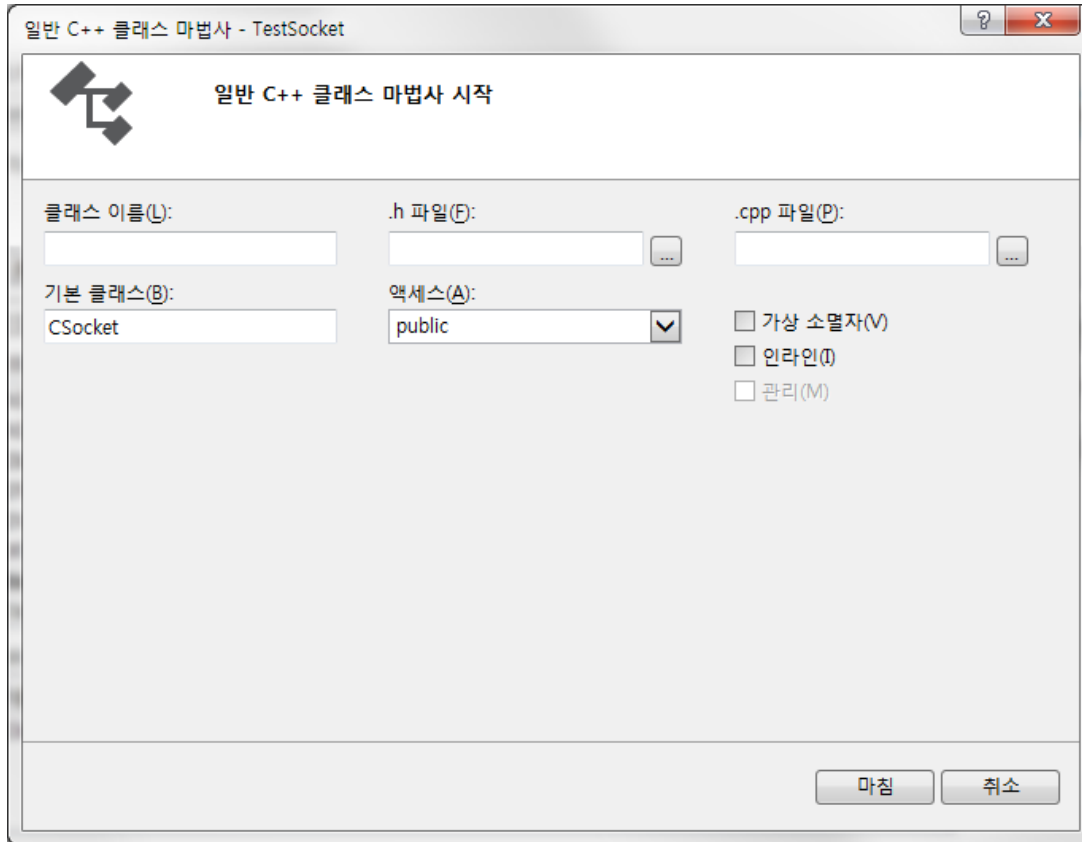 일반 C++ 클래스 마법사 - TestSocket
일반 C++ 클래스 마법사 시작
클래스 이름(L): .h 파일(F): .cpp 파일(P):
... ...
기본 클래스(B): 액세스(A):
CSocket public
가상 소멸자(V)
인라인(I)
관리(M)
마침 취소